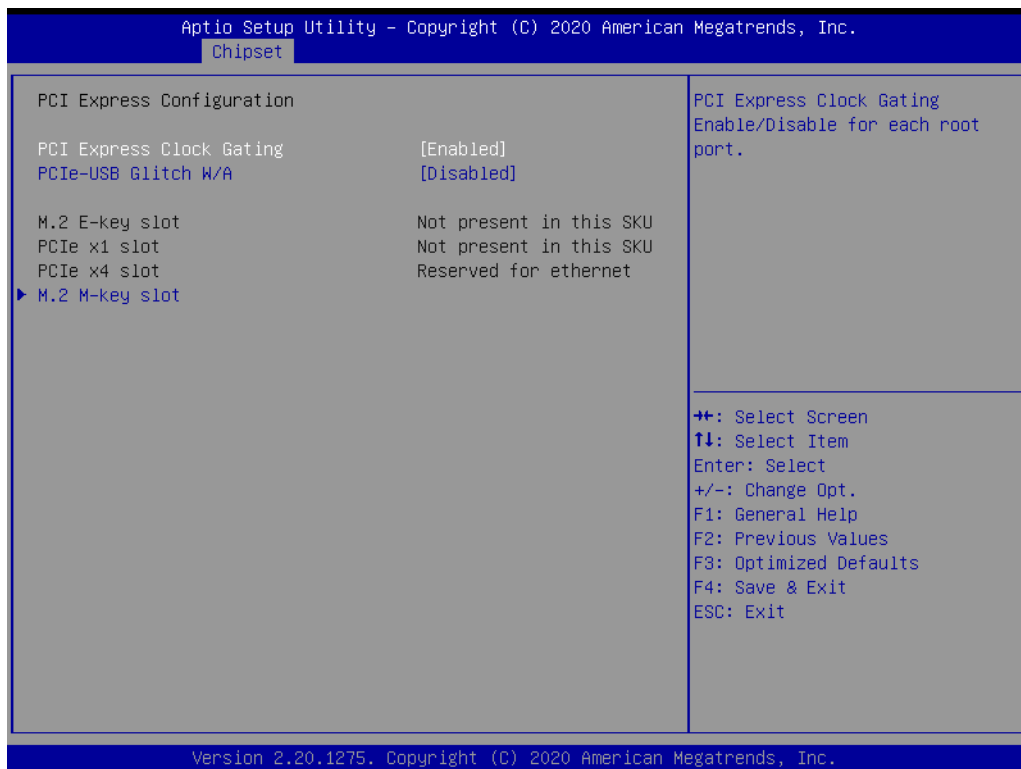 Aptio Setup Utility – Copyright (C) 2020 American Megatrends, Inc.
Chipset
PCI Express Configuration
PCI Express Clock Gating [Enabled]
PCIe-USB Glitch W/A [Disabled]
M.2 E-key slot Not present in this SKU
PCIe x1 slot Not present in this SKU
PCIe x4 slot Reserved for ethernet
▶ M.2 M-key slot
PCI Express Clock Gating
Enable/Disable for each root
port.
→←: Select Screen
↑↓: Select Item
Enter: Select
+/-: Change Opt.
F1: General Help
F2: Previous Values
F3: Optimized Defaults
F4: Save & Exit
ESC: Exit
Version 2.20.1275. Copyright (C) 2020 American Megatrends, Inc.